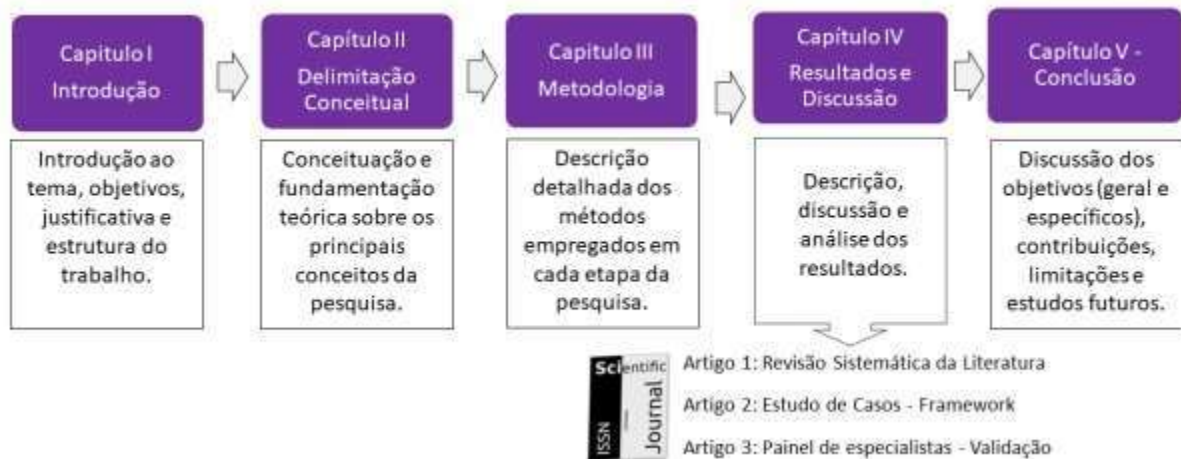 Capitulo I
Introdução
Capítulo II
Delimitação
Conceitual
Capitulo III
Metodologia
Capítulo IV
Resultados e
Discussão
Capítulo V -
Conclusão
Introdução ao
tema, objetivos,
justificativa e
estrutura do
trabalho.
Conceituação e
fundamentação
teórica sobre os
principais
conceitos da
pesquisa.
Descrição
detalhada dos
métodos
empregados em
cada etapa da
pesquisa.
Descrição,
discussão e
análise dos
resultados.
Discussão dos
objetivos (geral e
específicos),
contribuições,
limitações e
estudos futuros.
Scientific
Journal
ISSN
Artigo 1: Revisão Sistemática da Literatura
Artigo 2: Estudo de Casos - Framework
Artigo 3: Painel de especialistas - Validação